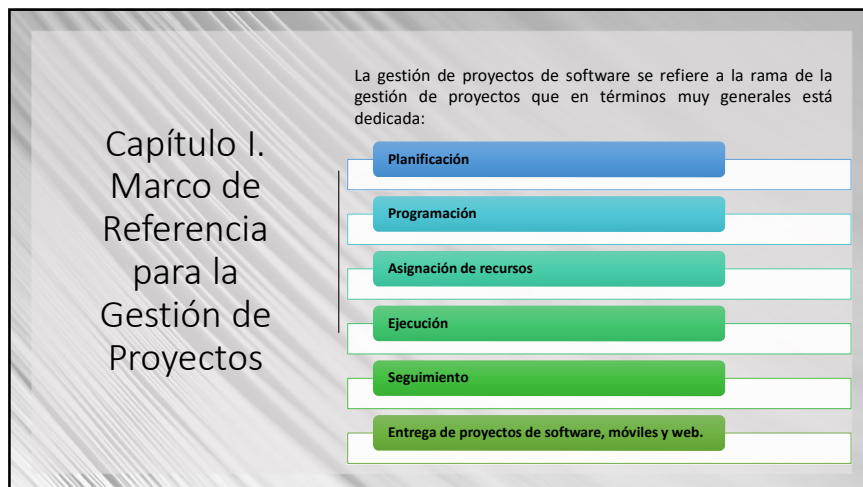 Capítulo I.
Marco de
Referencia
para la
Gestión de
Proyectos
La gestión de proyectos de software se refiere a la rama de la
gestión de proyectos que en términos muy generales está
dedicada:
Planificación
Programación
Asignación de recursos
Ejecución
Seguimiento
Entrega de proyectos de software, móviles y web.